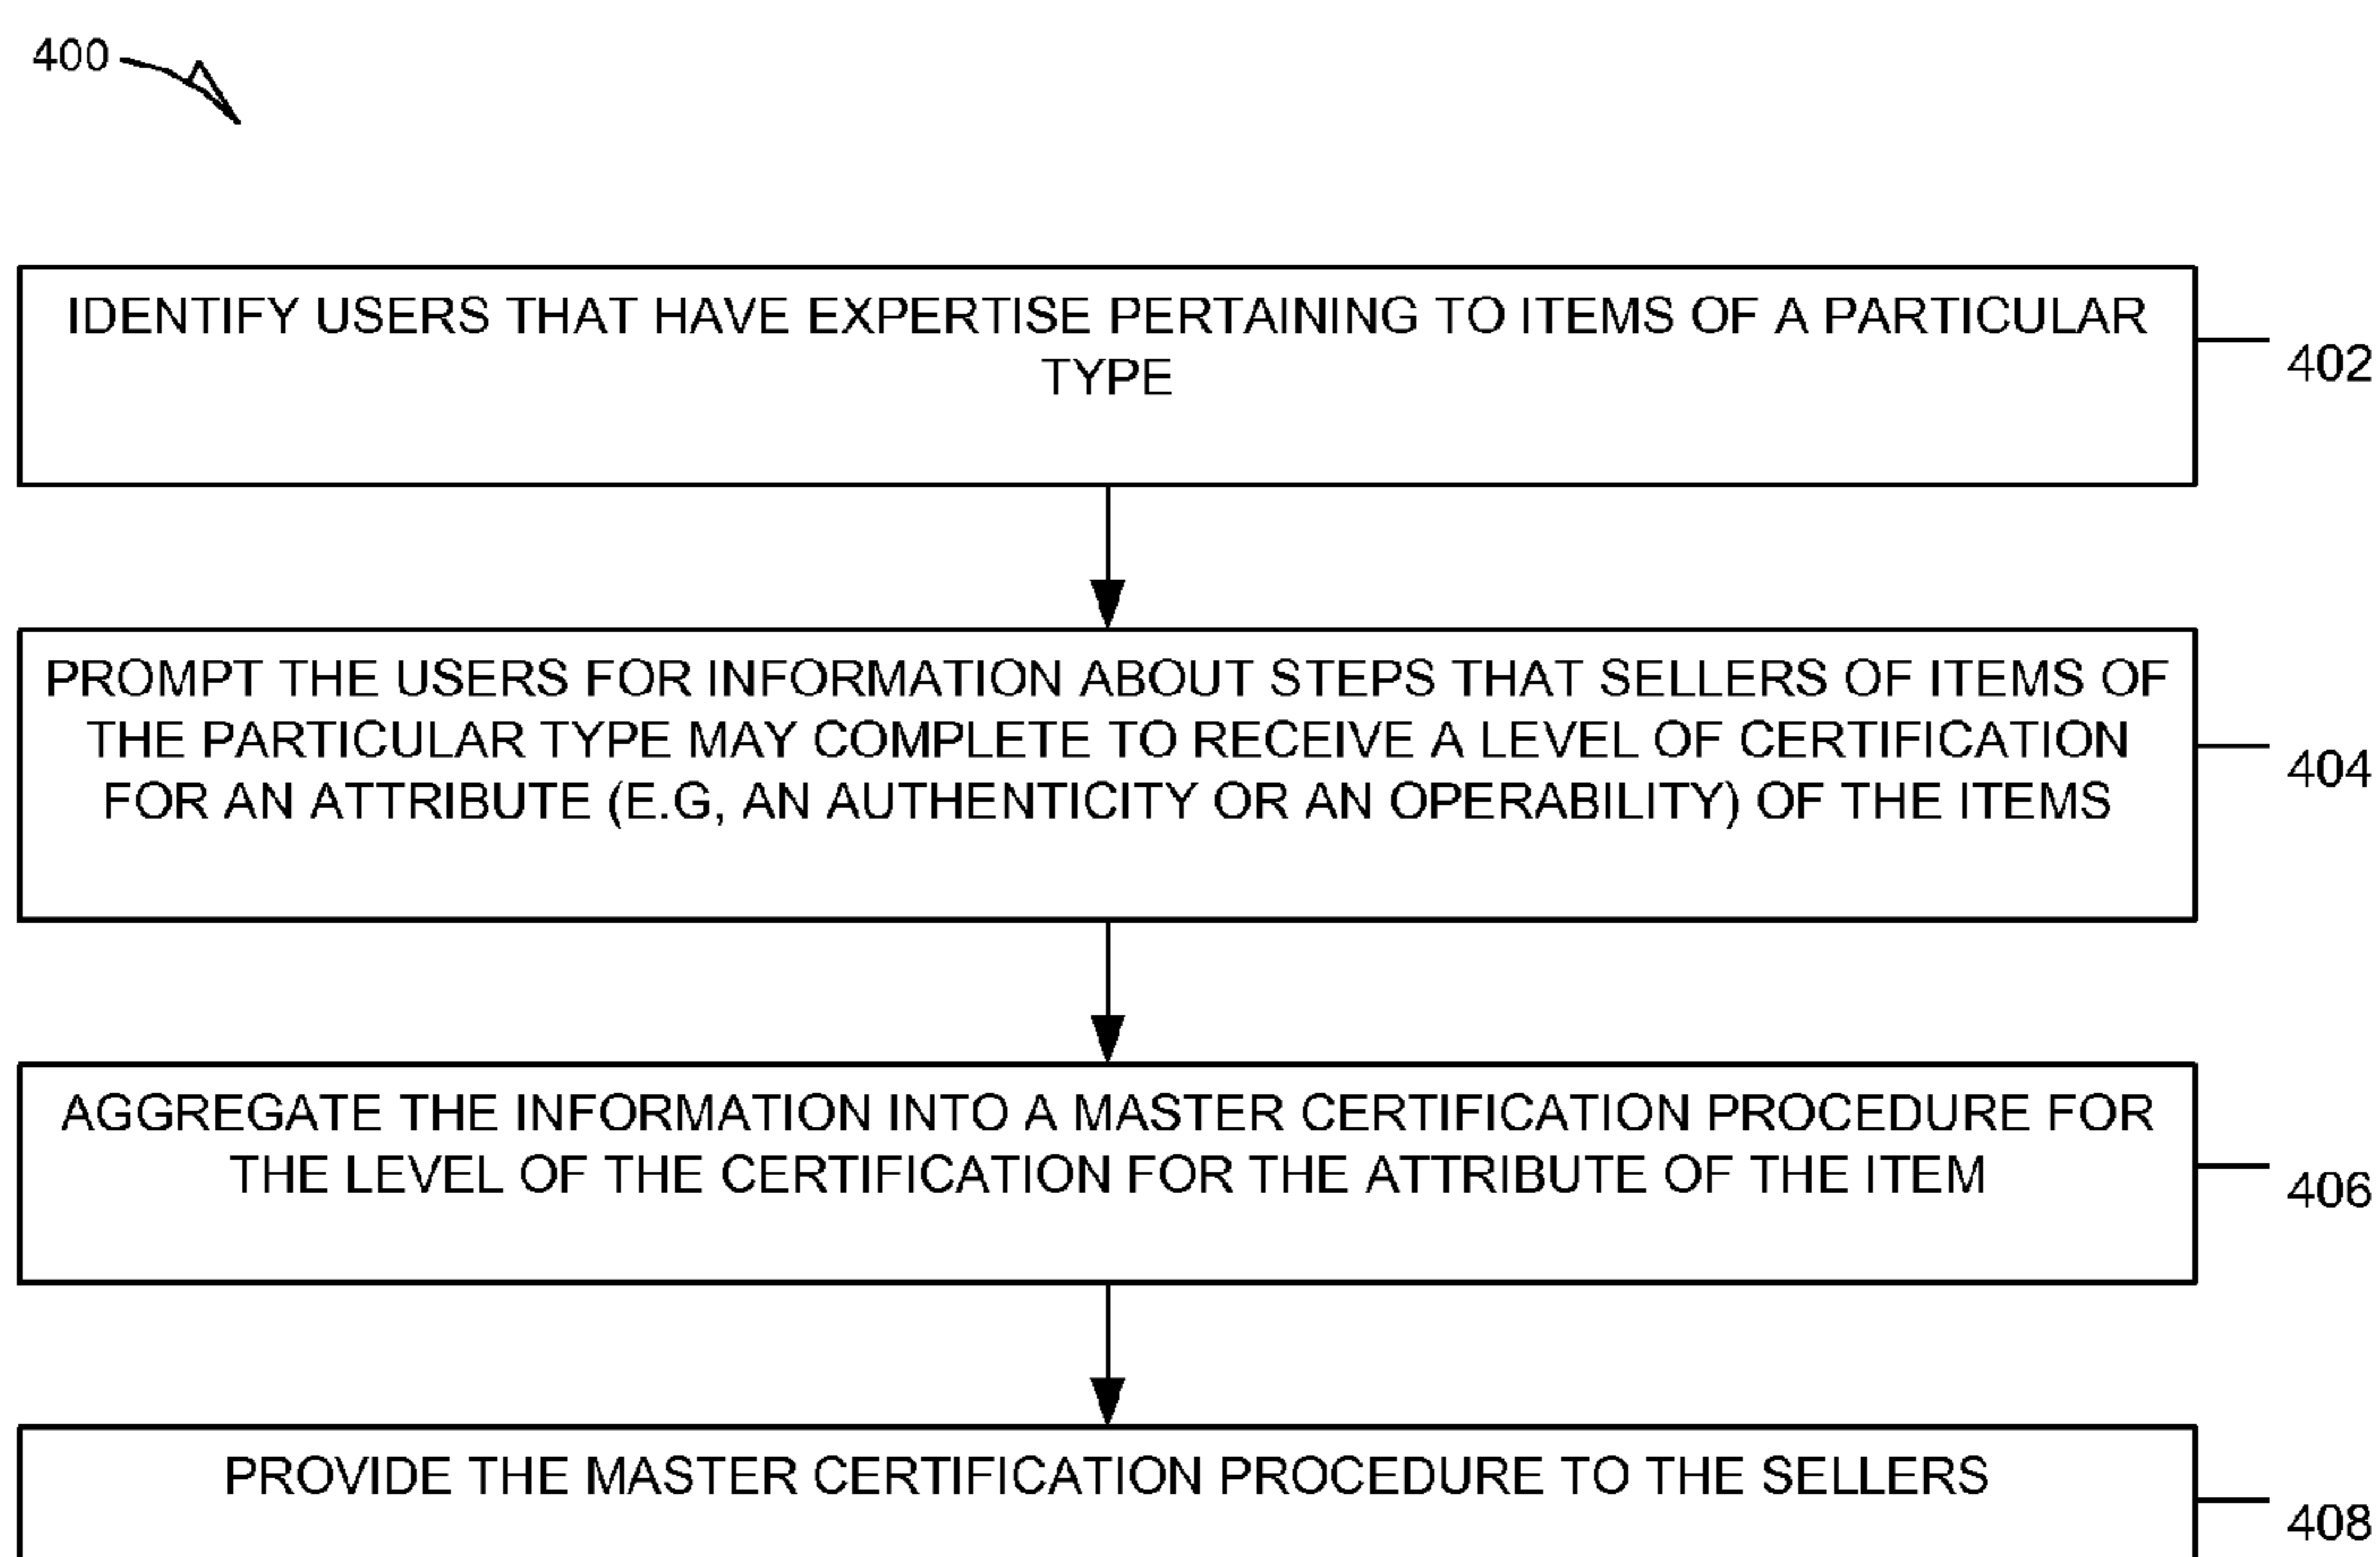 400
IDENTIFY USERS THAT HAVE EXPERTISE PERTAINING TO ITEMS OF A PARTICULAR
TYPE
402
PROMPT THE USERS FOR INFORMATION ABOUT STEPS THAT SELLERS OF ITEMS OF
THE PARTICULAR TYPE MAY COMPLETE TO RECEIVE A LEVEL OF CERTIFICATION
FOR AN ATTRIBUTE (E.G, AN AUTHENTICITY OR AN OPERABILITY) OF THE ITEMS
404
AGGREGATE THE INFORMATION INTO A MASTER CERTIFICATION PROCEDURE FOR
THE LEVEL OF THE CERTIFICATION FOR THE ATTRIBUTE OF THE ITEM
406
PROVIDE THE MASTER CERTIFICATION PROCEDURE TO THE SELLERS
408